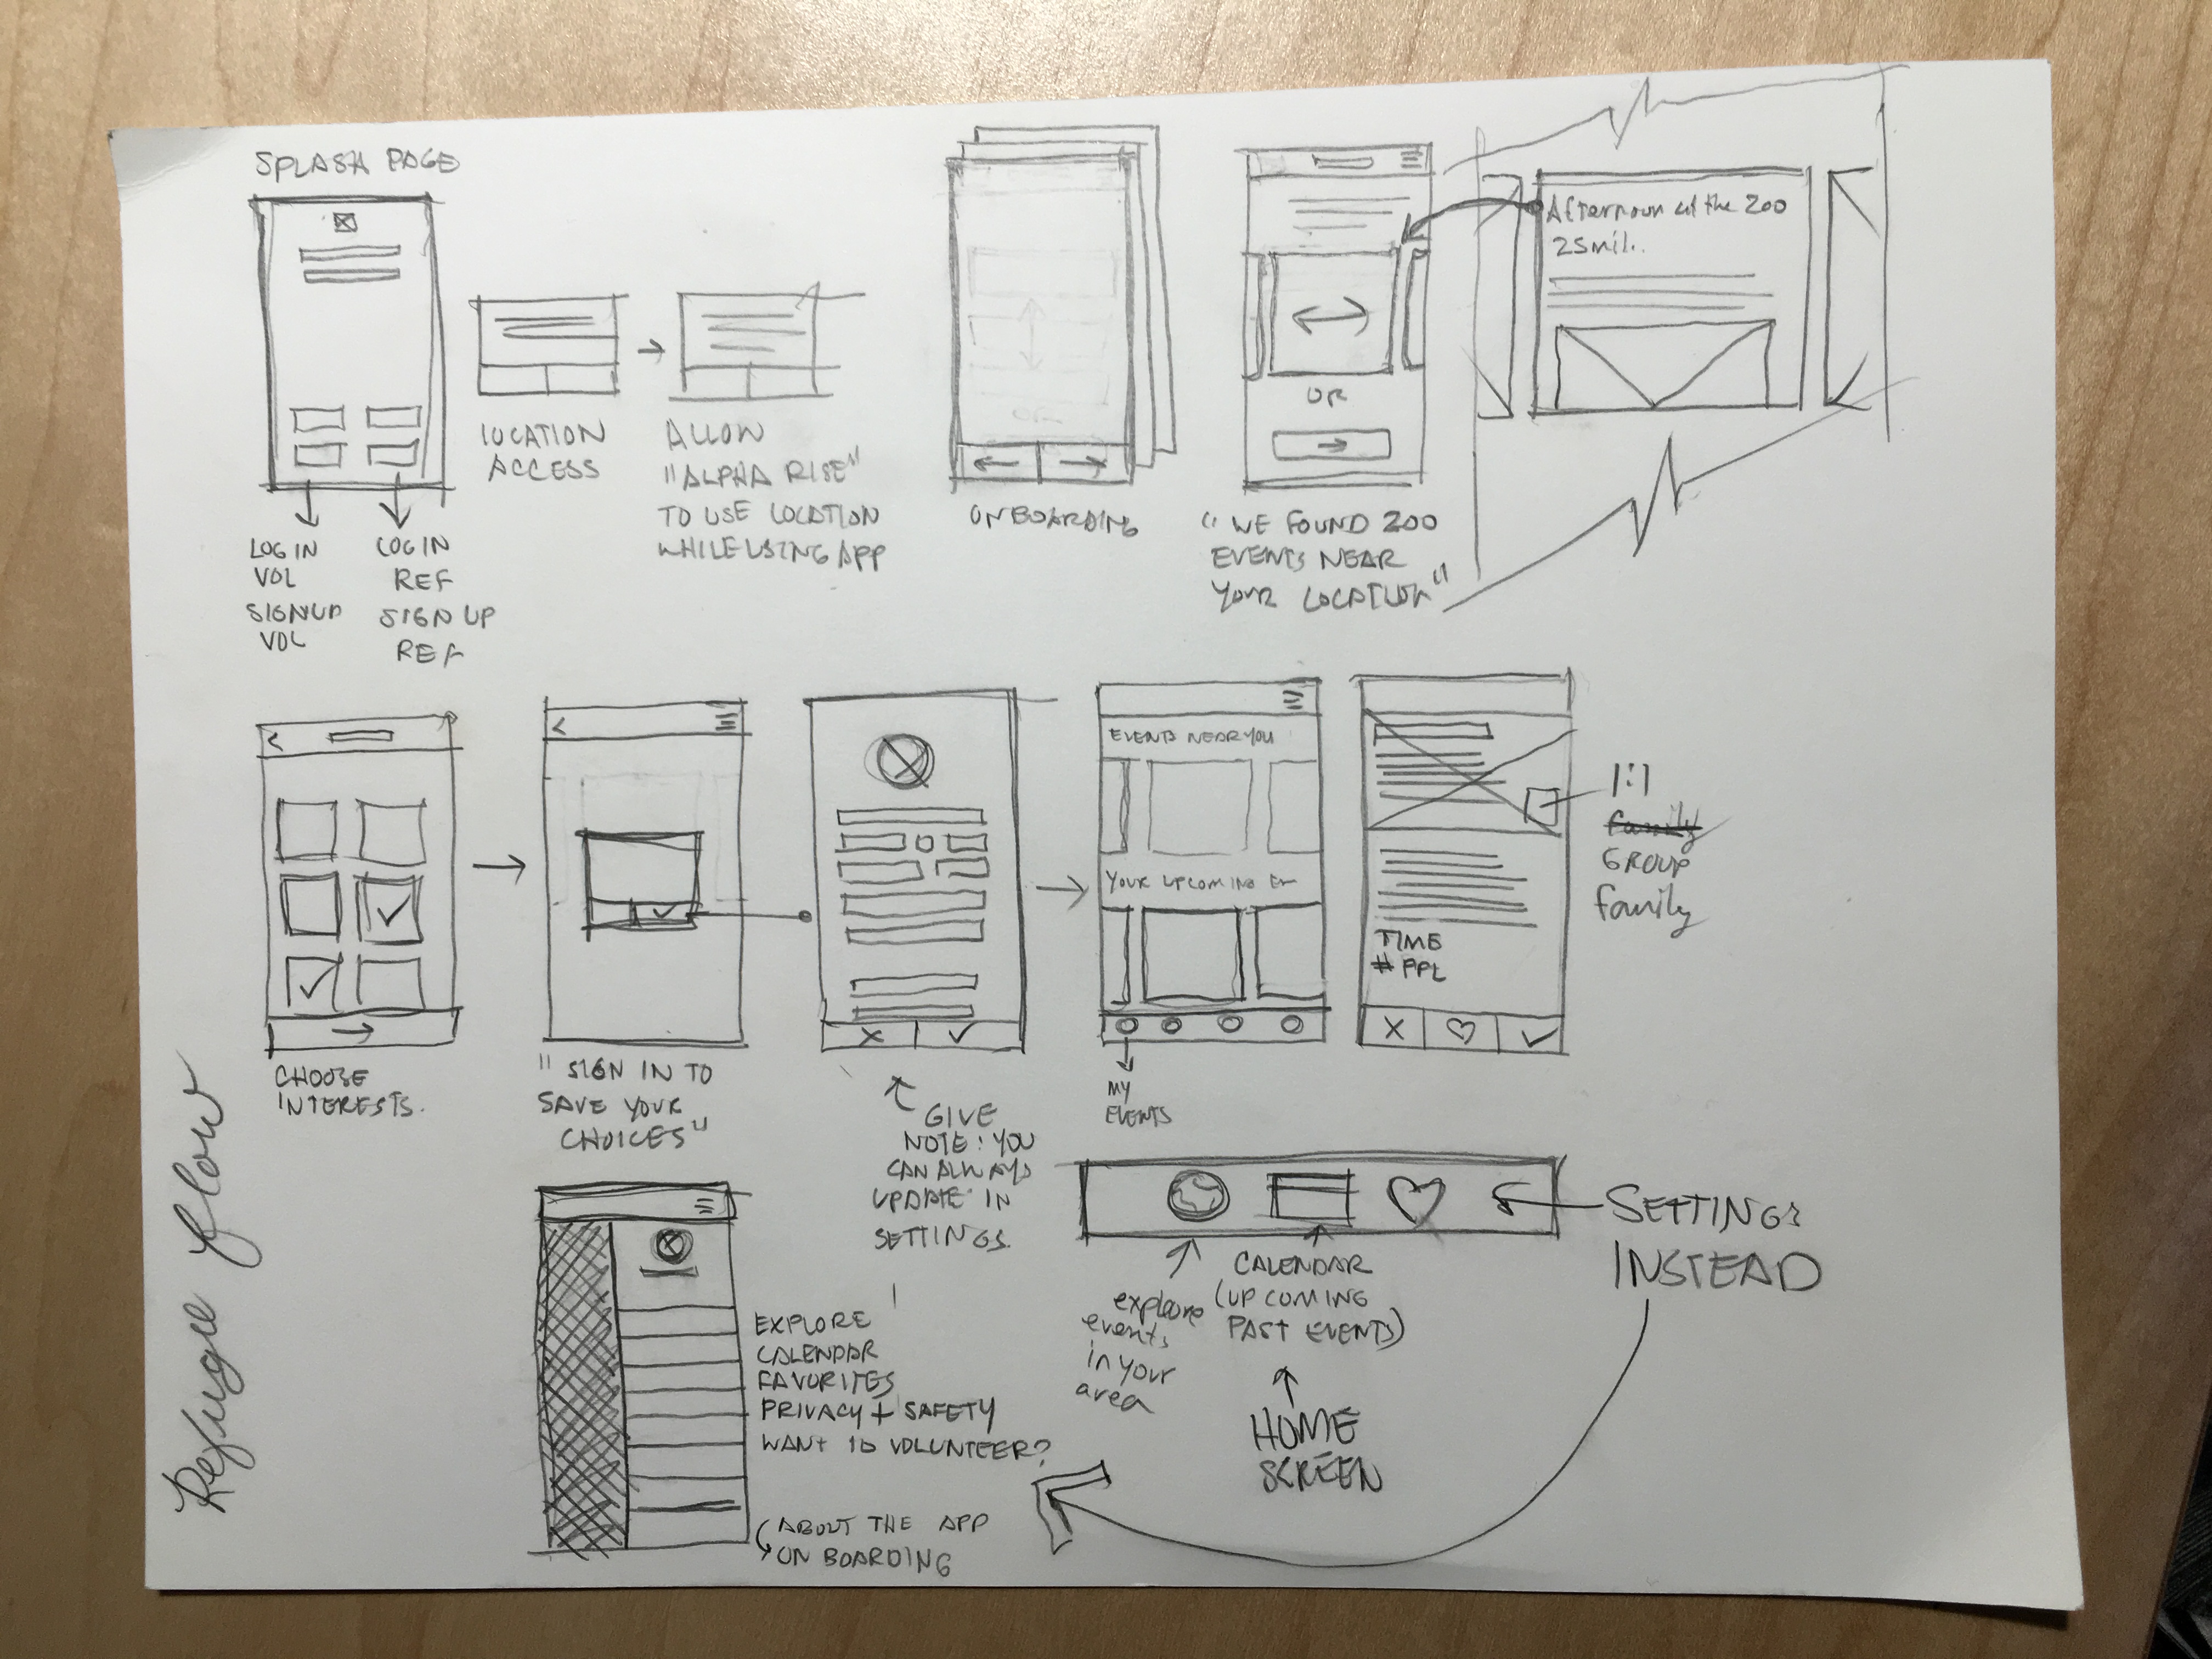 Refugee flow
SPLASH PAGE
LOG IN
VOL
SIGNUP
VOL
LOG IN
REF
SIGN UP
REF
LOCATION
ACCESS
ALLOW
"ALPHA RISE"
TO USE LOCATION
WHILE USING APP
ONBOARDING
OR
"WE FOUND 200
EVENTS NEAR
YOUR LOCATION"
Afternoon at the zoo
25mil.
CHOOSE
INTERESTS.
"SIGN IN TO
SAVE YOUR
CHOICES"
GIVE
NOTE: YOU
CAN ALWAYS
UPDATE IN
SETTINGS
EVENTS NEAR YOU
YOUR UPCOMING
MY
EVENTS
TIME
# PPL
1:1
family
GROUP
family
EXPLORE
CALENDAR
FAVORITES
PRIVACY + SAFETY
WANT TO VOLUNTEER?
ABOUT THE APP
ON BOARDING
explore
events
in your
area
CALENDAR
(UPCOMING
PAST EVENTS)
HOME
SCREEN
SETTINGS
INSTEAD